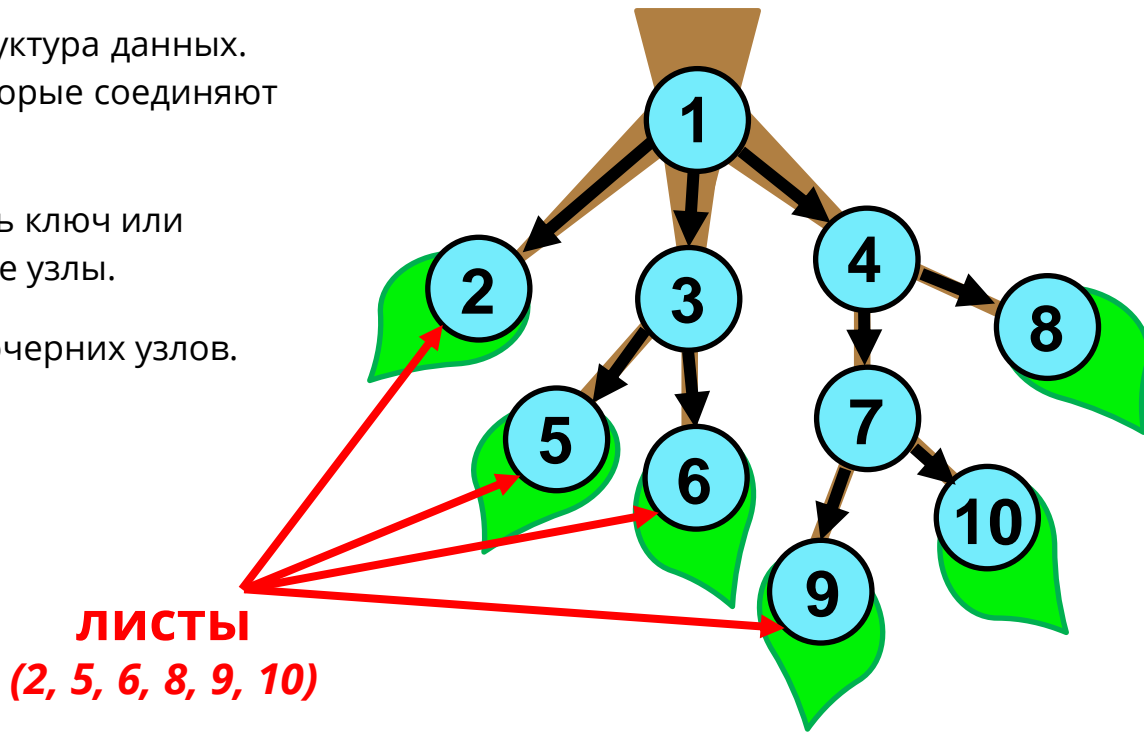 уктура данных.
орые соединяют
ь ключ или
е узлы.
очерних узлов.
1
2
3
4
8
5
6
7
10
9
листы
(2, 5, 6, 8, 9, 10)